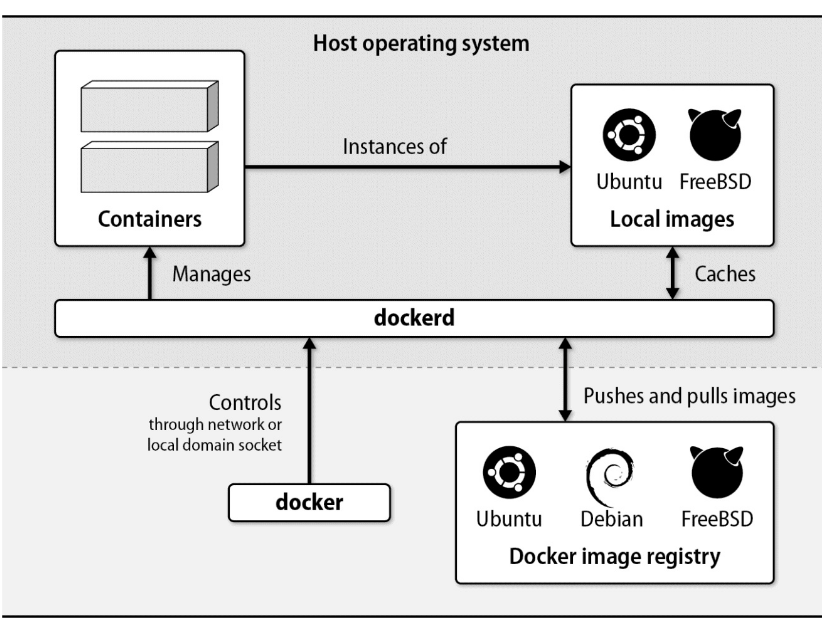 Host operating system
Containers
Instances of
Ubuntu FreeBSD
Local images
Manages
Caches
dockerd
Controls
through network or
local domain socket
Pushes and pulls images
docker
Ubuntu Debian FreeBSD
Docker image registry